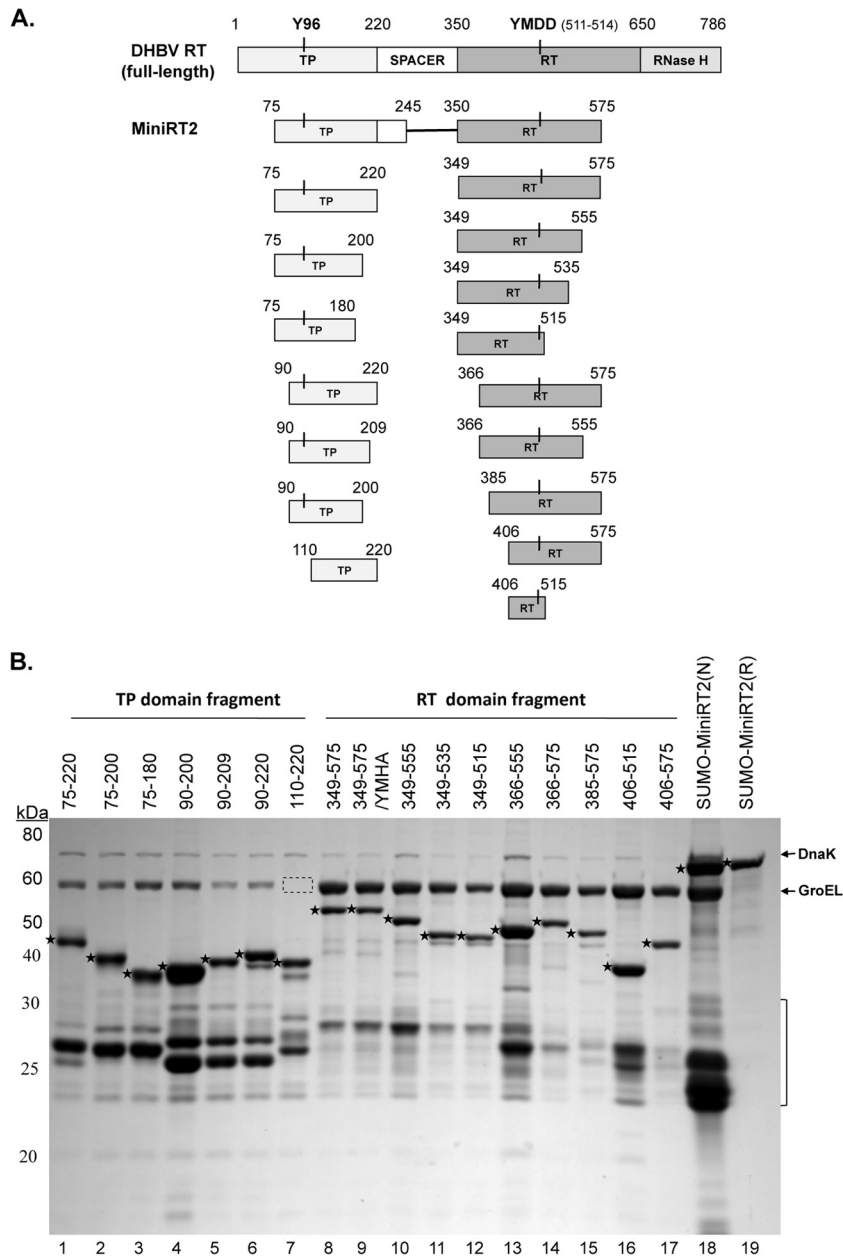 A.
1 Y96 220 350 YMDD (511-514) 650 786
DHBV RT
(full-length)
TP SPACER RT RNase H
75 245 350 575
MiniRT2
TP RT
75 220
TP
75 200
TP
75 180
TP
90 220
TP
90 209
TP
90 200
TP
110 220
TP
349 575
RT
349 555
RT
349 535
RT
349 515
RT
366 575
RT
366 555
RT
385 575
RT
406 575
RT
406 515
RT
B.
TP domain fragment
RT domain fragment
75-220
75-200
75-180
90-200
90-209
90-220
110-220
349-575
349-575
/YMHA
349-555
349-535
349-515
366-555
366-575
385-575
406-515
406-575
SUMO-MiniRT2(N)
SUMO-MiniRT2(R)
kDa
80
60
50
40
30
25
20
DnaK
GroEL
1 2 3 4 5 6 7 8 9 10 11 12 13 14 15 16 17 18 19